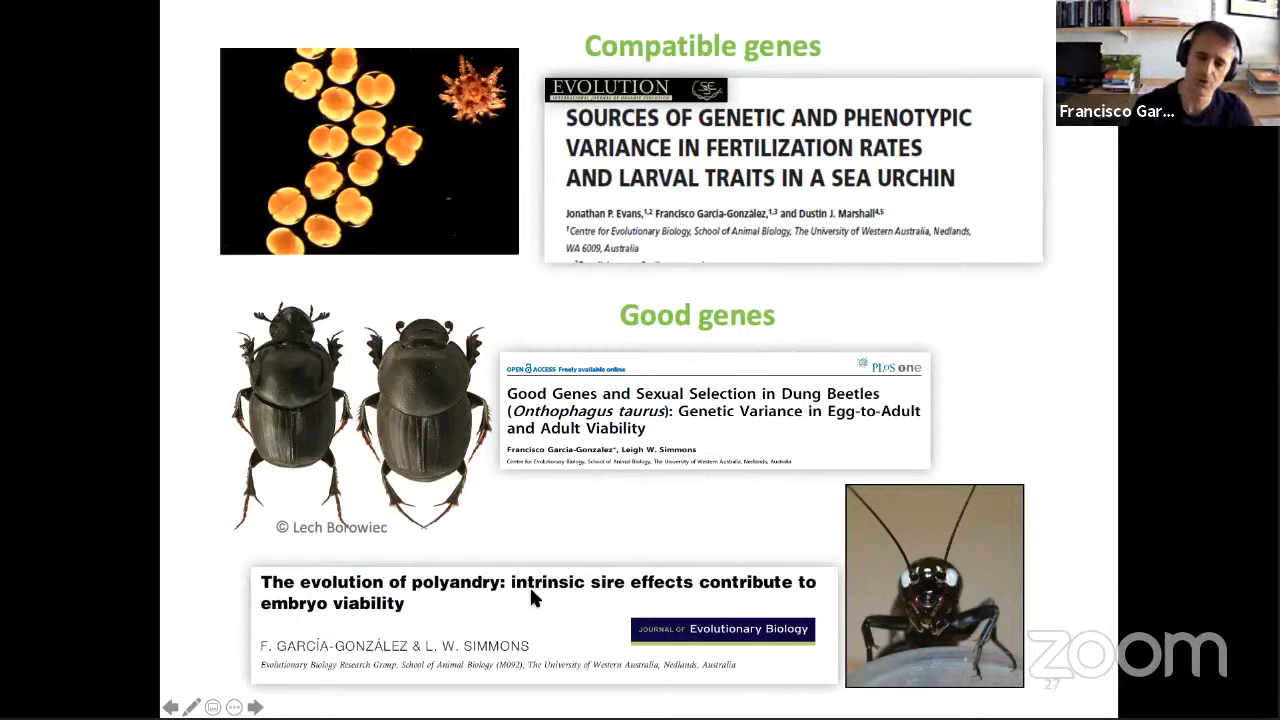 Compatible genes
EVOLUTION
INTERNATIONAL JOURNAL OF ORGANIC EVOLUTION
SOURCES OF GENETIC AND PHENOTYPIC
VARIANCE IN FERTILIZATION RATES
AND LARVAL TRAITS IN A SEA URCHIN
Jonathan P. Evans,1,2 Francisco García-González,1,3 and Dustin J. Marshall4,5
1Centre for Evolutionary Biology, School of Animal Biology, The University of Western Australia, Nedlands,
WA 6009, Australia
Francisco Gar...
Good genes
OPEN ACCESS Freely available online
PLoS one
Good Genes and Sexual Selection in Dung Beetles
(Onthophagus taurus): Genetic Variance in Egg-to-Adult
and Adult Viability
Francisco Garcia-Gonzalez*, Leigh W. Simmons
Centre for Evolutionary Biology, School of Animal Biology, The University of Western Australia, Nedlands, Australia
© Lech Borowiec
The evolution of polyandry: intrinsic sire effects contribute to
embryo viability
JOURNAL OF Evolutionary Biology
F. GARCÍA-GONZÁLEZ & L. W. SIMMONS
Evolutionary Biology Research Group, School of Animal Biology (M092), The University of Western Australia, Nedlands, Australia
zoom
27